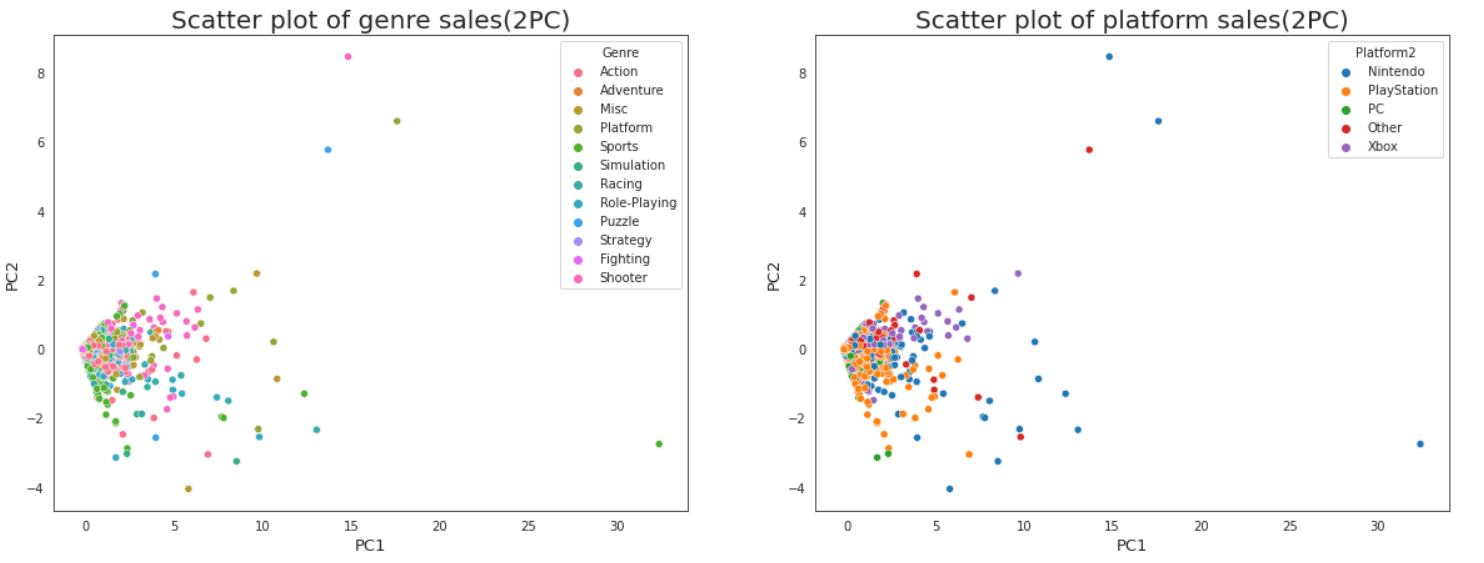 Scatter plot of genre sales(2PC)
Genre
Action
Adventure
Misc
Platform
Sports
Simulation
Racing
Role-Playing
Puzzle
Strategy
Fighting
Shooter
8
6
4
2
0
−2
−4
PC2
0 5 10 15 20 25 30
PC1
Scatter plot of platform sales(2PC)
Platform2
Nintendo
PlayStation
PC
Other
Xbox
8
6
4
2
0
−2
−4
PC2
0 5 10 15 20 25 30
PC1